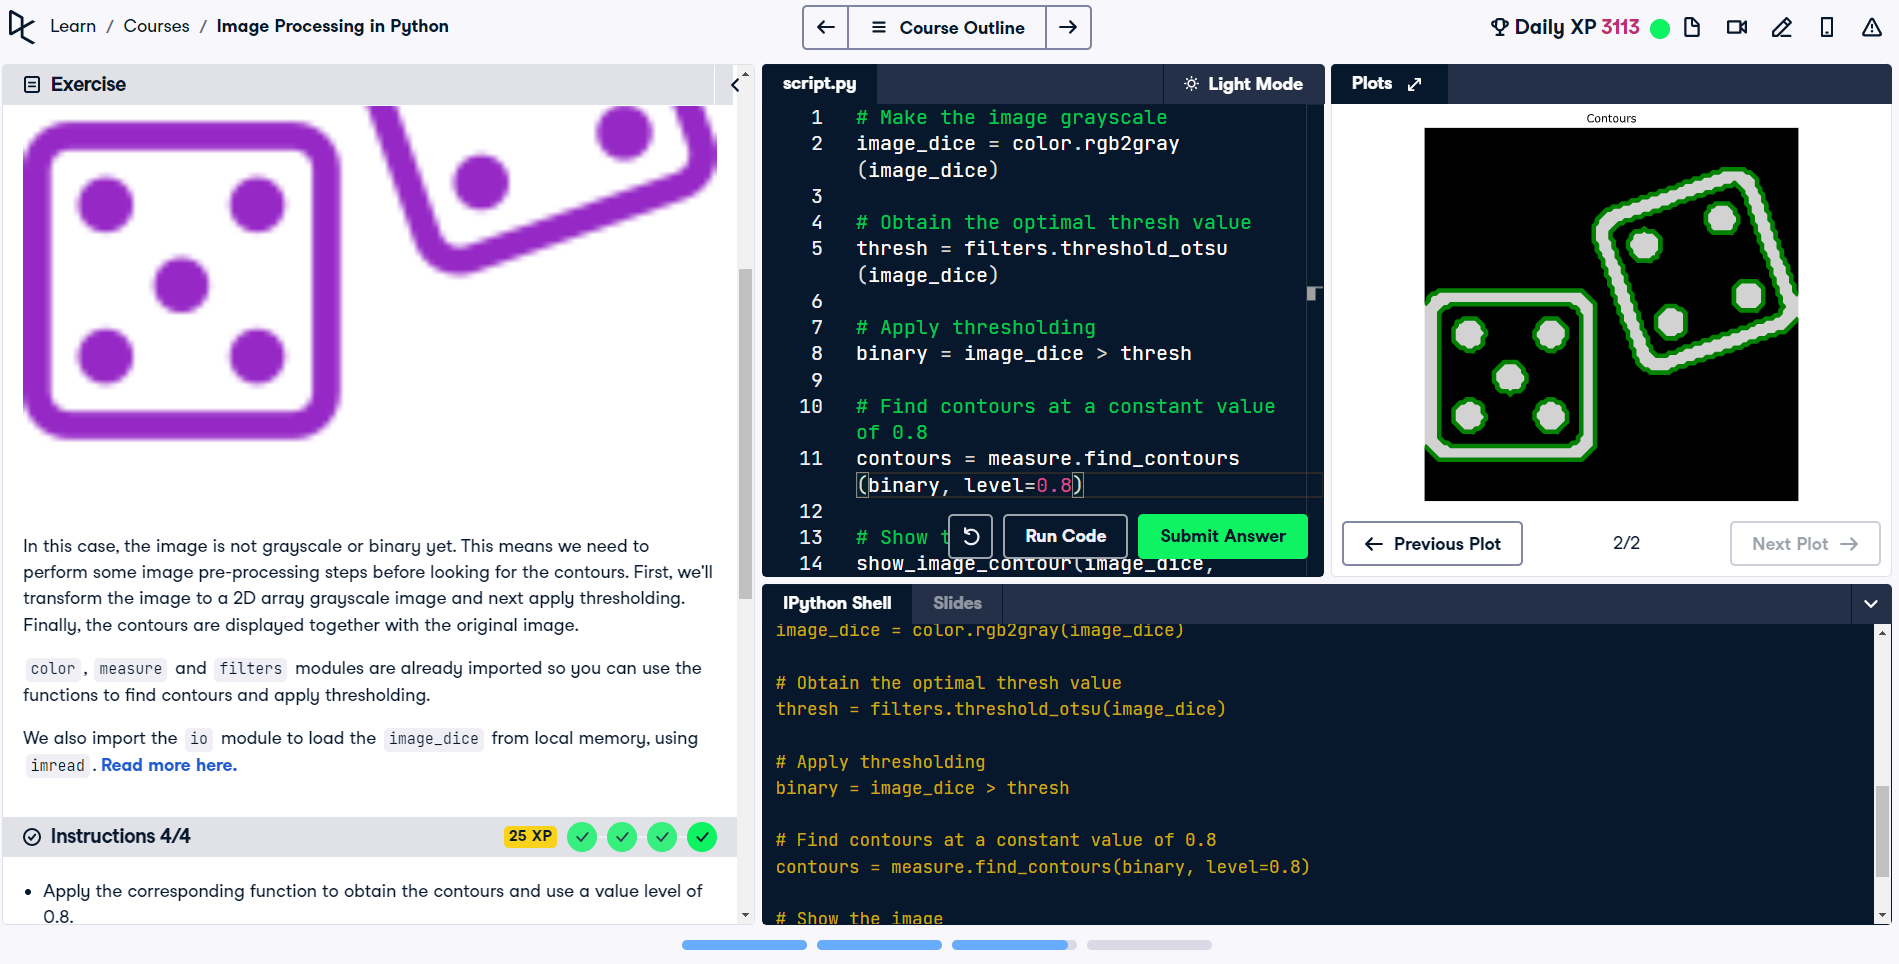 Learn / Courses / Image Processing in Python
Course Outline
Daily XP 3113
Exercise
In this case, the image is not grayscale or binary yet. This means we need to
perform some image pre-processing steps before looking for the contours. First, we'll
transform the image to a 2D array grayscale image and next apply thresholding.
Finally, the contours are displayed together with the original image.
color, measure and filters modules are already imported so you can use the
functions to find contours and apply thresholding.
We also import the io module to load the image_dice from local memory, using
imread. Read more here.
Instructions 4/4
25 XP
• Apply the corresponding function to obtain the contours and use a value level of
0.8.
script.py
Light Mode
1 # Make the image grayscale
2 image_dice = color.rgb2gray
(image_dice)
3
4 # Obtain the optimal thresh value
5 thresh = filters.threshold_otsu
(image_dice)
6
7 # Apply thresholding
8 binary = image_dice > thresh
9
10 # Find contours at a constant value
of 0.8
11 contours = measure.find_contours
(binary, level=0.8)
12
13 # Show t
14 show_image_contour(image_dice,
Run Code
Submit Answer
Plots
Contours
Previous Plot
2/2
Next Plot
IPython Shell
Slides
image_dice = color.rgb2gray(image_dice)
# Obtain the optimal thresh value
thresh = filters.threshold_otsu(image_dice)
# Apply thresholding
binary = image_dice > thresh
# Find contours at a constant value of 0.8
contours = measure.find_contours(binary, level=0.8)
# Show the image